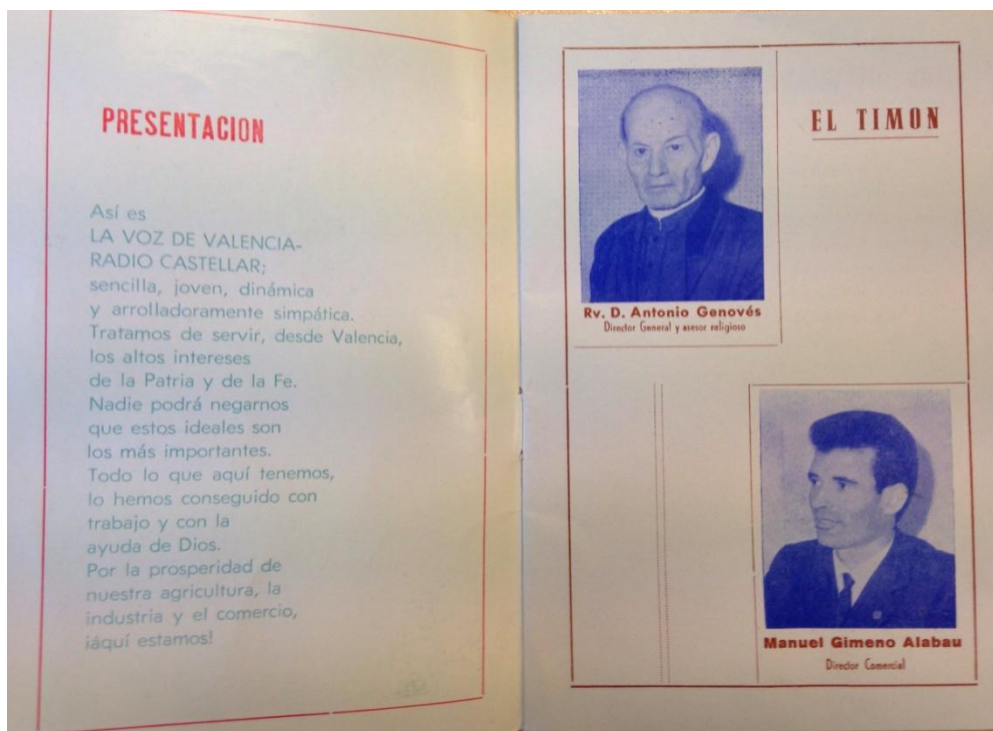 PRESENTACION
Así es
LA VOZ DE VALENCIA-
RADIO CASTELLAR;
sencilla, joven, dinámica
y arrolladoramente simpática.
Tratamos de servir, desde Valencia,
los altos intereses
de la Patria y de la Fe.
Nadie podrá negarnos
que estos ideales son
los más importantes.
Todo lo que aquí tenemos,
lo hemos conseguido con
trabajo y con la
ayuda de Dios.
Por la prosperidad de
nuestra agricultura, la
industria y el comercio,
¡áquí estamos!
EL TIMON
Rv. D. Antonio Genovés
Director General y asesor religioso
Manuel Gimeno Alabau
Director Comercial